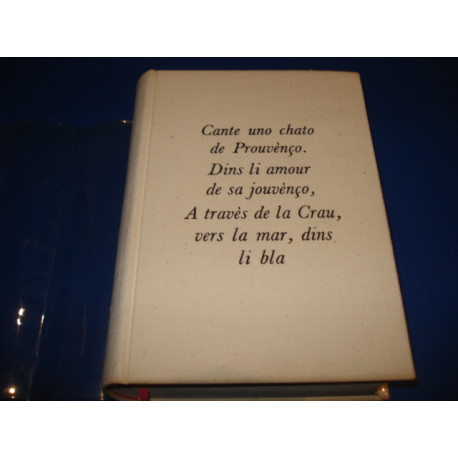 Cante uno chato
de Prouvènço.
Dins li amour
de sa jouvènço,
A travès de la Crau,
vers la mar, dins
li bla